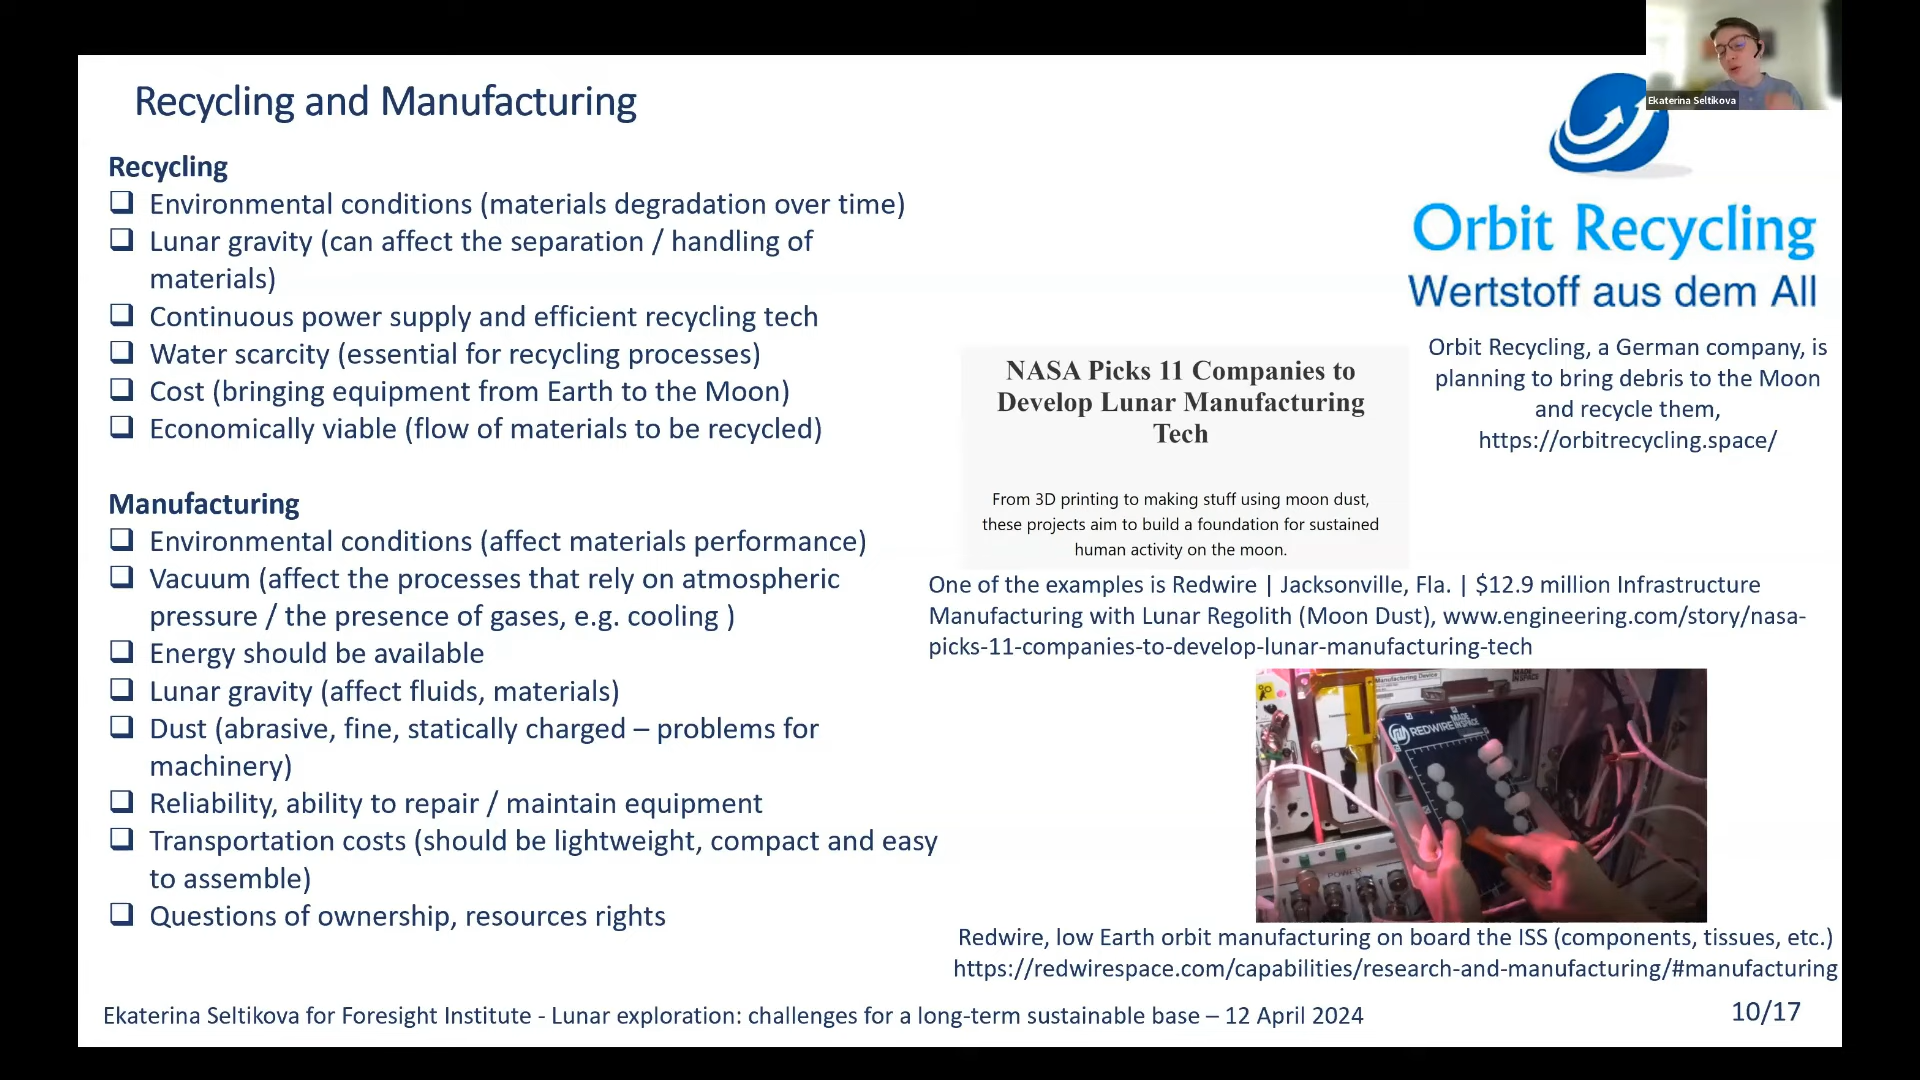 Ekaterina Seltikova
Recycling and Manufacturing
Recycling
❑ Environmental conditions (materials degradation over time)
❑ Lunar gravity (can affect the separation / handling of
materials)
❑ Continuous power supply and efficient recycling tech
❑ Water scarcity (essential for recycling processes)
❑ Cost (bringing equipment from Earth to the Moon)
❑ Economically viable (flow of materials to be recycled)
Manufacturing
❑ Environmental conditions (affect materials performance)
❑ Vacuum (affect the processes that rely on atmospheric
pressure / the presence of gases, e.g. cooling )
❑ Energy should be available
❑ Lunar gravity (affect fluids, materials)
❑ Dust (abrasive, fine, statically charged – problems for
machinery)
❑ Reliability, ability to repair / maintain equipment
❑ Transportation costs (should be lightweight, compact and easy
to assemble)
❑ Questions of ownership, resources rights
Orbit Recycling
Wertstoff aus dem All
Orbit Recycling, a German company, is
planning to bring debris to the Moon
and recycle them,
https://orbitrecycling.space/
NASA Picks 11 Companies to
Develop Lunar Manufacturing
Tech
From 3D printing to making stuff using moon dust,
these projects aim to build a foundation for sustained
human activity on the moon.
One of the examples is Redwire | Jacksonville, Fla. | $12.9 million Infrastructure
Manufacturing with Lunar Regolith (Moon Dust), www.engineering.com/story/nasa-
picks-11-companies-to-develop-lunar-manufacturing-tech
Manufacturing Device
MADE
IN SPACE
REDWIRE
MADE
IN SPACE
POWER
Redwire, low Earth orbit manufacturing on board the ISS (components, tissues, etc.)
https://redwirespace.com/capabilities/research-and-manufacturing/#manufacturing
Ekaterina Seltikova for Foresight Institute - Lunar exploration: challenges for a long-term sustainable base – 12 April 2024
10/17